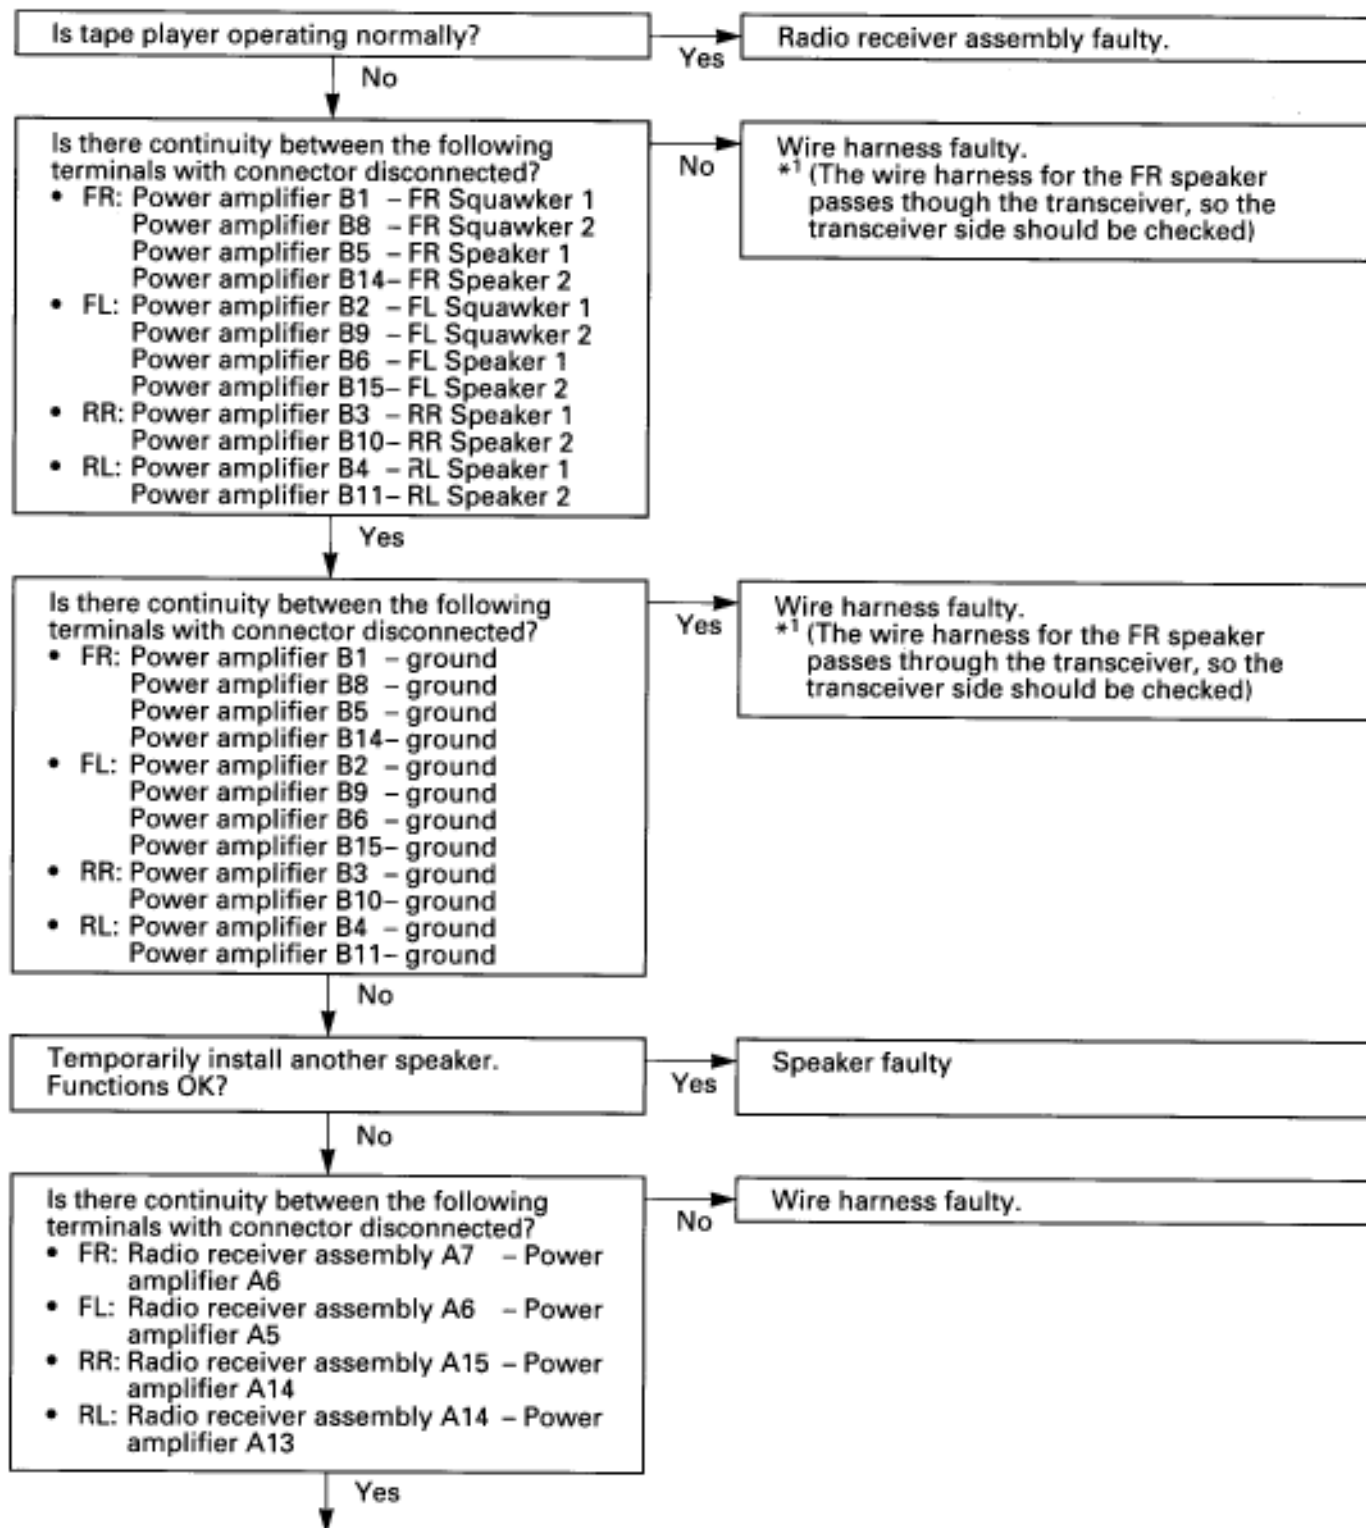 Is tape player operating normally?
Yes
Radio receiver assembly faulty.
No
Is there continuity between the following
terminals with connector disconnected?
• FR: Power amplifier B1 – FR Squawker 1
Power amplifier B8 – FR Squawker 2
Power amplifier B5 – FR Speaker 1
Power amplifier B14– FR Speaker 2
• FL: Power amplifier B2 – FL Squawker 1
Power amplifier B9 – FL Squawker 2
Power amplifier B6 – FL Speaker 1
Power amplifier B15– FL Speaker 2
• RR: Power amplifier B3 – RR Speaker 1
Power amplifier B10– RR Speaker 2
• RL: Power amplifier B4 – RL Speaker 1
Power amplifier B11– RL Speaker 2
No
Wire harness faulty.
*1 (The wire harness for the FR speaker
passes though the transceiver, so the
transceiver side should be checked)
Yes
Is there continuity between the following
terminals with connector disconnected?
• FR: Power amplifier B1 – ground
Power amplifier B8 – ground
Power amplifier B5 – ground
Power amplifier B14– ground
• FL: Power amplifier B2 – ground
Power amplifier B9 – ground
Power amplifier B6 – ground
Power amplifier B15– ground
• RR: Power amplifier B3 – ground
Power amplifier B10– ground
• RL: Power amplifier B4 – ground
Power amplifier B11– ground
Yes
Wire harness faulty.
*1 (The wire harness for the FR speaker
passes through the transceiver, so the
transceiver side should be checked)
No
Temporarily install another speaker.
Functions OK?
Yes
Speaker faulty
No
Is there continuity between the following
terminals with connector disconnected?
• FR: Radio receiver assembly A7 – Power
amplifier A6
• FL: Radio receiver assembly A6 – Power
amplifier A5
• RR: Radio receiver assembly A15 – Power
amplifier A14
• RL: Radio receiver assembly A14 – Power
amplifier A13
No
Wire harness faulty.
Yes